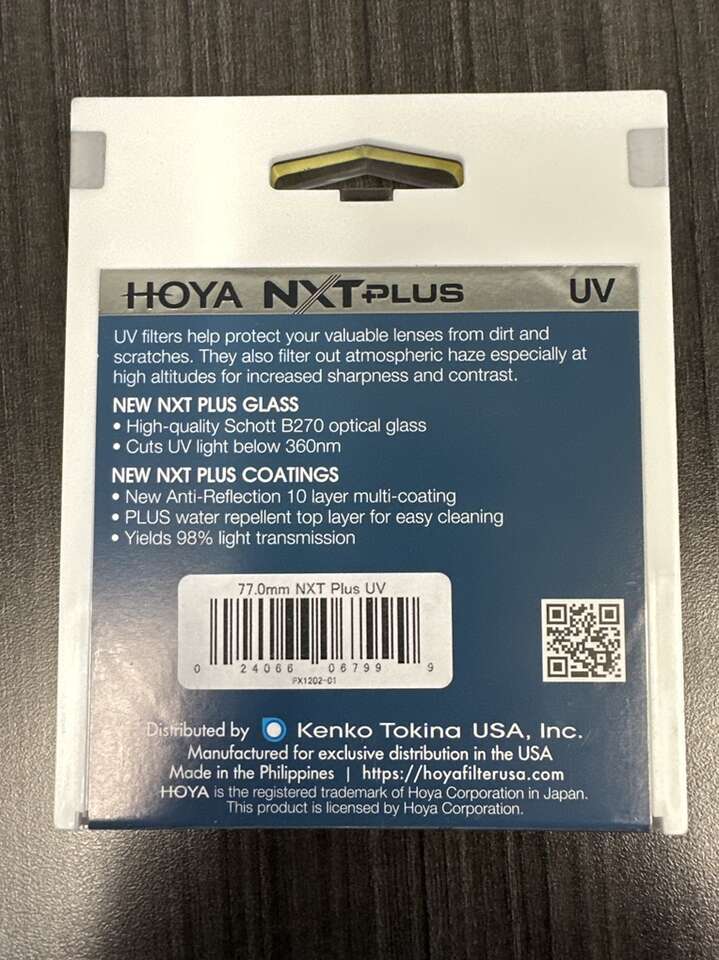 HOYA NXT PLUS UV
UV filters help protect your valuable lenses from dirt and
scratches. They also filter out atmospheric haze especially at
high altitudes for increased sharpness and contrast.
NEW NXT PLUS GLASS
• High-quality Schott B270 optical glass
• Cuts UV light below 360nm
NEW NXT PLUS COATINGS
• New Anti-Reflection 10 layer multi-coating
• PLUS water repellent top layer for easy cleaning
• Yields 98% light transmission
77.0mm NXT Plus UV
0 24066 06799 9
PX1202-01
Distributed by Kenko Tokina USA, Inc.
Manufactured for exclusive distribution in the USA
Made in the Philippines | https://hoyafilterusa.com
HOYA is the registered trademark of Hoya Corporation in Japan.
This product is licensed by Hoya Corporation.